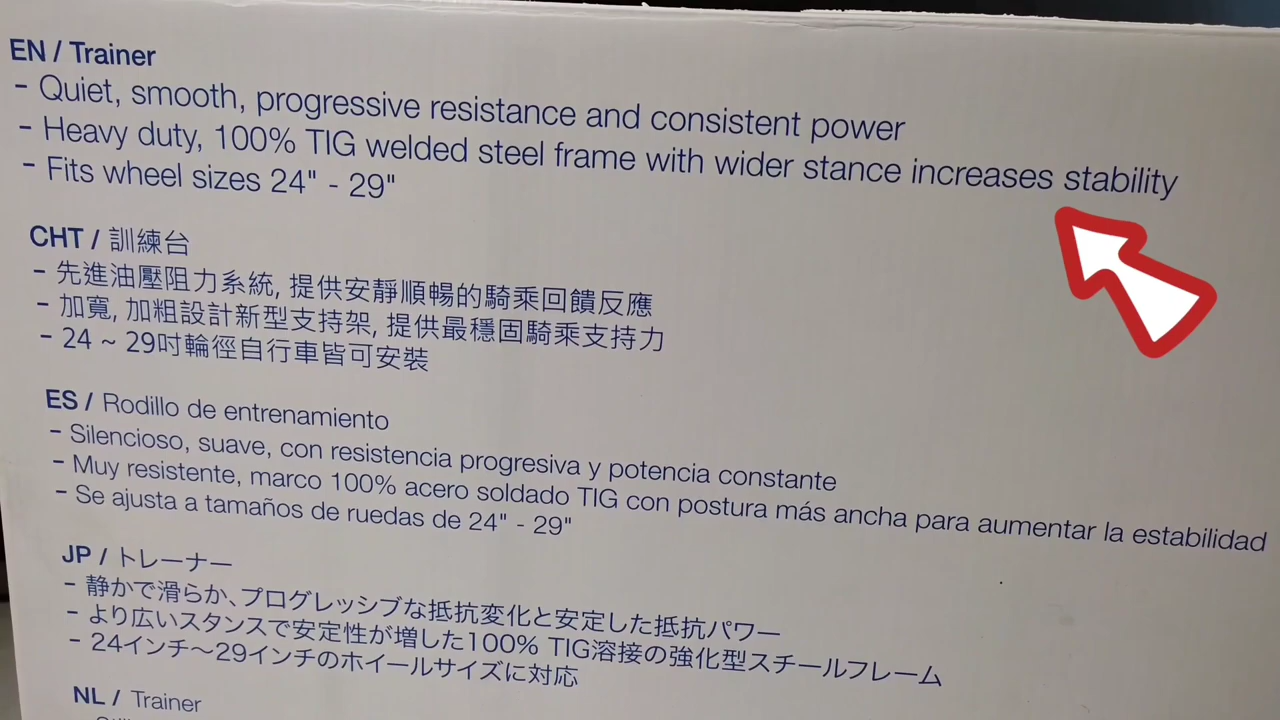 EN / Trainer
- Quiet, smooth, progressive resistance and consistent power
- Heavy duty, 100% TIG welded steel frame with wider stance increases stability
- Fits wheel sizes 24" - 29"
CHT / 訓練台
- 先進油壓阻力系統, 提供安靜順暢的騎乘回饋反應
- 加寬, 加粗設計新型支持架, 提供最穩固騎乘支持力
- 24 ~ 29吋輪徑自行車皆可安裝
ES / Rodillo de entrenamiento
- Silencioso, suave, con resistencia progresiva y potencia constante
- Muy resistente, marco 100% acero soldado TIG con postura más ancha para aumentar la estabilidad
- Se ajusta a tamaños de ruedas de 24" - 29"
JP / トレーナー
- 静かで滑らか、プログレッシブな抵抗変化と安定した抵抗パワー
- より広いスタンスで安定性が増した100% TIG溶接の強化型スチールフレーム
- 24インチ〜29インチのホイールサイズに対応
NL / Trainer